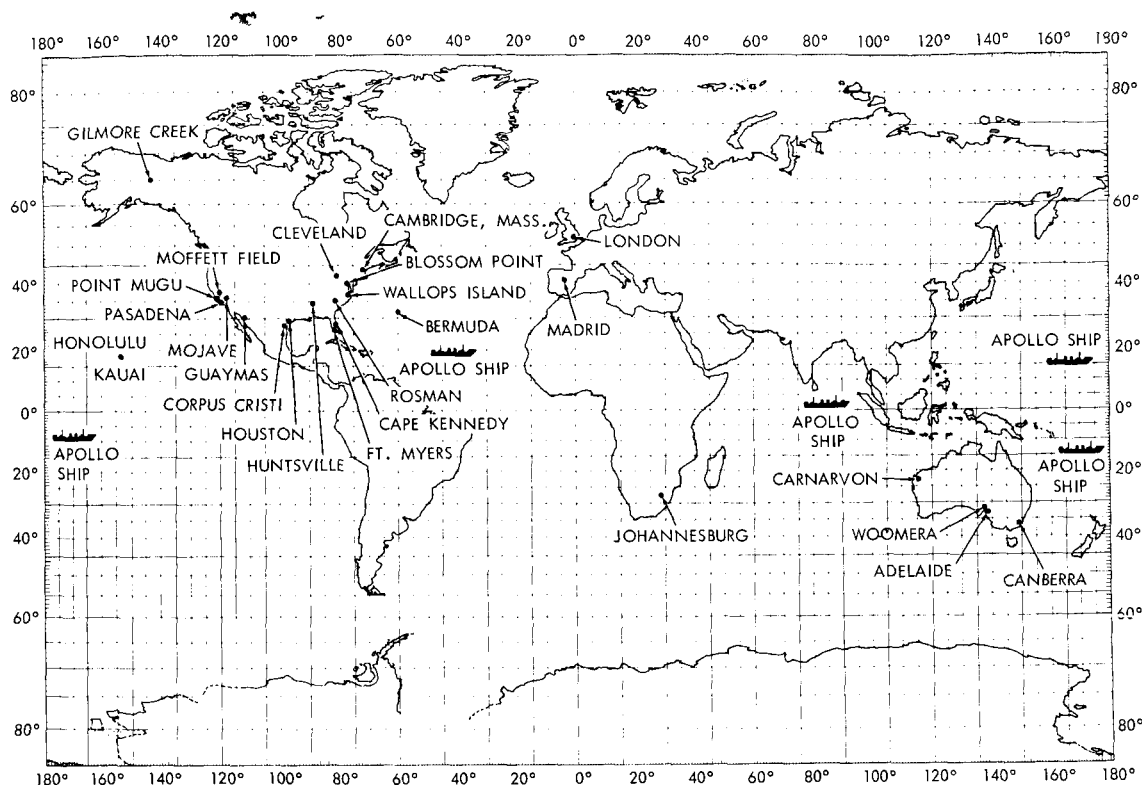 180° 160° 140° 120° 100° 80° 60° 40° 20° 0° 20° 40° 60° 80° 100° 120° 140° 160° 180°
80° 80°
GILMORE CREEK
60° 60°
CAMBRIDGE, MASS.
CLEVELAND
LONDON
MOFFETT FIELD
BLOSSOM POINT
40° 40°
POINT MUGU
WALLOPS ISLAND
PASADENA
BERMUDA
MADRID
HONOLULU
KAUAI
20° 20°
MOJAVE
GUAYMAS
APOLLO SHIP
APOLLO SHIP
ROSMAN
CORPUS CRISTI
0° 0°
CAPE KENNEDY
HOUSTON
APOLLO
SHIP
APOLLO
SHIP
FT. MYERS
HUNTSVILLE
APOLLO
SHIP
20° 20°
CARNARVON
JOHANNESBURG
WOOMERA
40° 40°
ADELAIDE
CANBERRA
60° 60°
80° 80°
180° 160° 140° 120° 100° 80° 60° 40° 20° 0° 20° 40° 60° 80° 100° 120° 140° 160° 180°